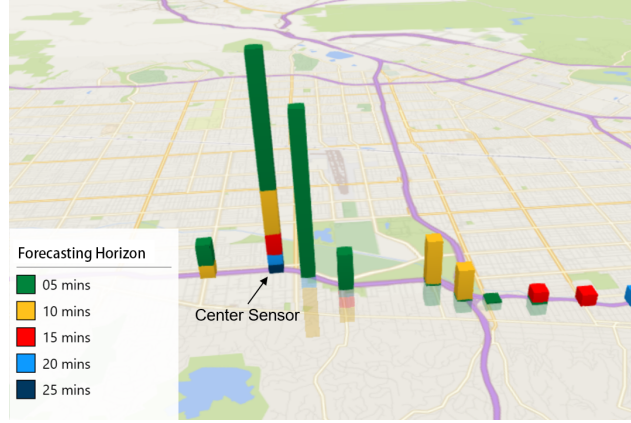 Forecasting Horizon
05 mins
10 mins
15 mins
20 mins
25 mins
Center Sensor